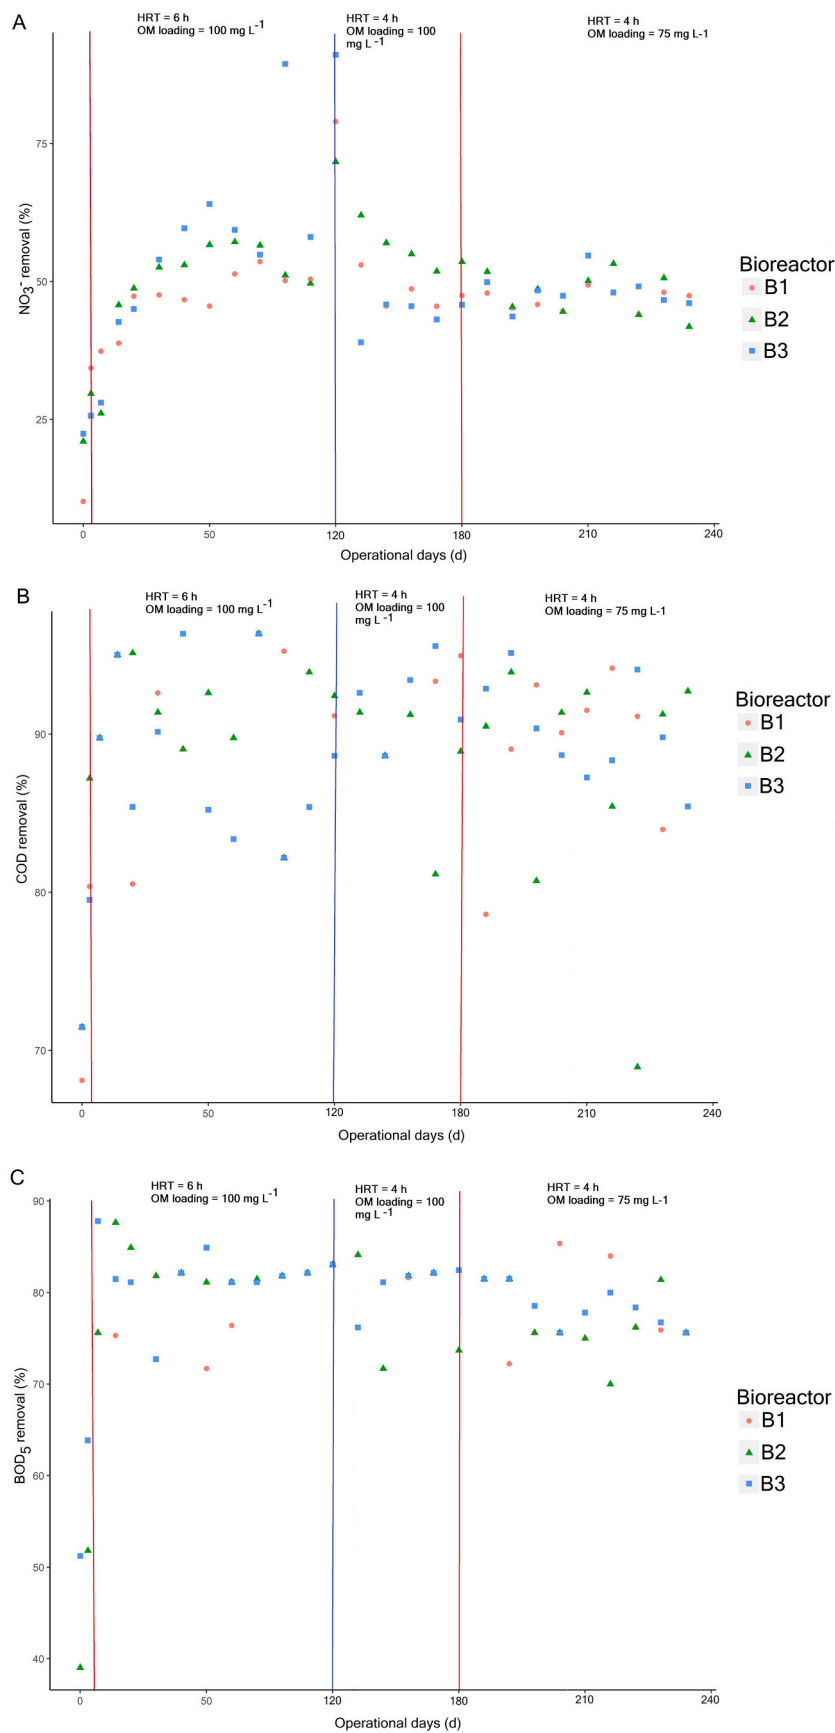 A
HRT = 6 h
OM loading = 100 mg L-1
HRT = 4 h
OM loading = 100
mg L -1
HRT = 4 h
OM loading = 75 mg L-1
NO3- removal (%)
75
50
25
0
50
120
180
210
240
Operational days (d)
Bioreactor
B1
B2
B3
B
HRT = 6 h
OM loading = 100 mg L-1
HRT = 4 h
OM loading = 100
mg L -1
HRT = 4 h
OM loading = 75 mg L-1
COD removal (%)
90
80
70
0
50
120
180
210
240
Operational days (d)
Bioreactor
B1
B2
B3
C
HRT = 6 h
OM loading = 100 mg L-1
HRT = 4 h
OM loading = 100
mg L -1
HRT = 4 h
OM loading = 75 mg L-1
BOD5 removal (%)
90
80
70
60
50
40
0
50
120
180
210
240
Operational days (d)
Bioreactor
B1
B2
B3